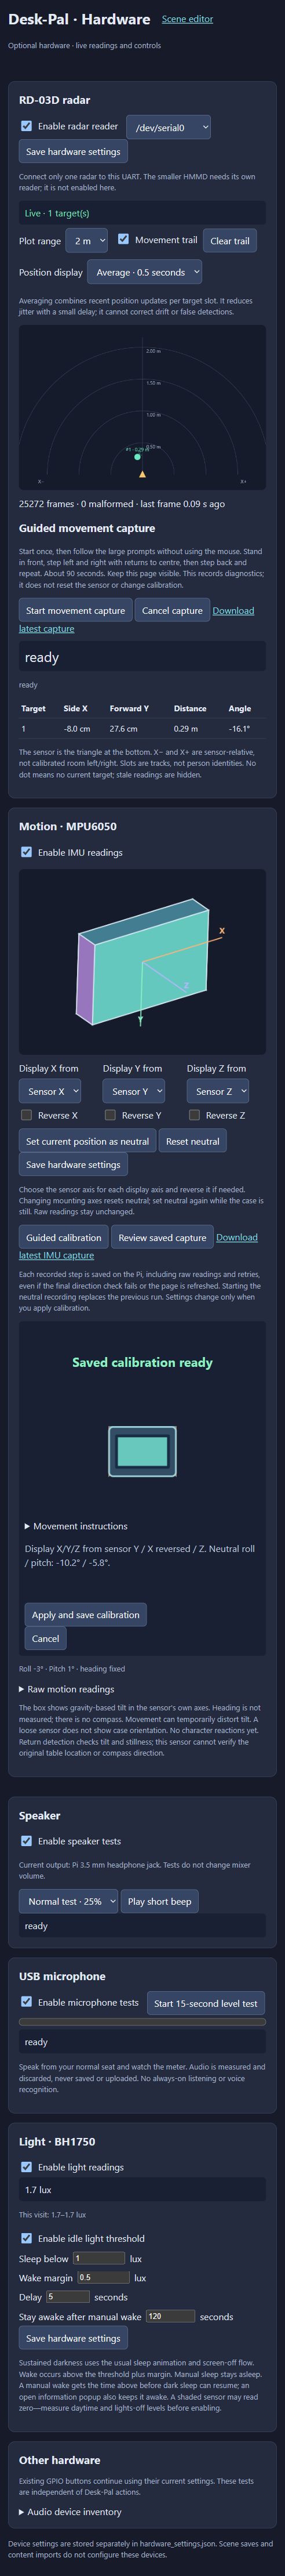 Desk-Pal · Hardware Scene editor
Optional hardware · live readings and controls
RD-03D radar
Enable radar reader /dev/serial0
Save hardware settings
Connect only one radar to this UART. The smaller HMMD needs its own
reader; it is not enabled here.
Live · 1 target(s)
Plot range 2 m Movement trail Clear trail
Position display Average · 0.5 seconds
Averaging combines recent position updates per target slot. It reduces
jitter with a small delay; it cannot correct drift or false detections.
2.00 m
1.50 m
1.00 m
0.50 m
#1 · 0.29 m
X- X+
25272 frames · 0 malformed · last frame 0.09 s ago
Guided movement capture
Start once, then follow the large prompts without using the mouse. Stand
in front, step left and right with returns to centre, then step back and
repeat. About 90 seconds. Keep this page visible. This records diagnostics;
it does not reset the sensor or change calibration.
Start movement capture Cancel capture Download
latest capture
ready
ready
Target Side X Forward Y Distance Angle
1 -8.0 cm 27.6 cm 0.29 m -16.1°
The sensor is the triangle at the bottom. X− and X+ are sensor-relative,
not calibrated room left/right. Slots are tracks, not person identities. No
dot means no current target; stale readings are hidden.
Motion · MPU6050
Enable IMU readings
X
Z
Y
Display X from Display Y from Display Z from
Sensor X Sensor Y Sensor Z
Reverse X Reverse Y Reverse Z
Set current position as neutral Reset neutral
Save hardware settings
Choose the sensor axis for each display axis and reverse it if needed.
Changing mounting axes resets neutral; set neutral again while the case is
still. Raw readings stay unchanged.
Guided calibration Review saved capture Download
latest IMU capture
Each recorded step is saved on the Pi, including raw readings and retries,
even if the final direction check fails or the page is refreshed. Starting the
neutral recording replaces the previous run. Settings change only when
you apply calibration.
Saved calibration ready
Movement instructions
Display X/Y/Z from sensor Y / X reversed / Z. Neutral roll
/ pitch: -10.2° / -5.8°.
Apply and save calibration
Cancel
Roll -3° · Pitch 1° · heading fixed
Raw motion readings
The box shows gravity-based tilt in the sensor's own axes. Heading is not
measured; there is no compass. Movement can temporarily distort tilt. A
loose sensor does not show case orientation. No character reactions yet.
Return detection checks tilt and stillness; this sensor cannot verify the
original table location or compass direction.
Speaker
Enable speaker tests
Current output: Pi 3.5 mm headphone jack. Tests do not change mixer
volume.
Normal test · 25% Play short beep
ready
USB microphone
Enable microphone tests Start 15-second level test
ready
Speak from your normal seat and watch the meter. Audio is measured and
discarded, never saved or uploaded. No always-on listening or voice
recognition.
Light · BH1750
Enable light readings
1.7 lux
This visit: 1.7–1.7 lux
Enable idle light threshold
Sleep below 1 lux
Wake margin 0.5 lux
Delay 5 seconds
Stay awake after manual wake 120 seconds
Save hardware settings
Sustained darkness uses the usual sleep animation and screen-off flow.
Wake occurs above the threshold plus margin. Manual sleep stays asleep.
A manual wake gets the time above before dark sleep can resume; an
open information popup also keeps it awake. A shaded sensor may read
zero—measure daytime and lights-off levels before enabling.
Other hardware
Existing GPIO buttons continue using their current settings. These tests
are independent of Desk-Pal actions.
Audio device inventory
Device settings are stored separately in hardware_settings.json. Scene saves and
content imports do not configure these devices.